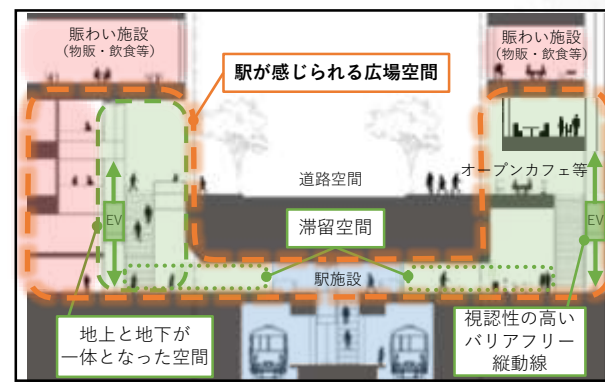 賑わい施設
(物販・飲食等)
駅が感じられる広場空間
賑わい施設
(物販・飲食等)
道路空間
オープンカフェ等
EV
EV
滞留空間
駅施設
地上と地下が
一体となった空間
視認性の高い
バリアフリー
縦動線